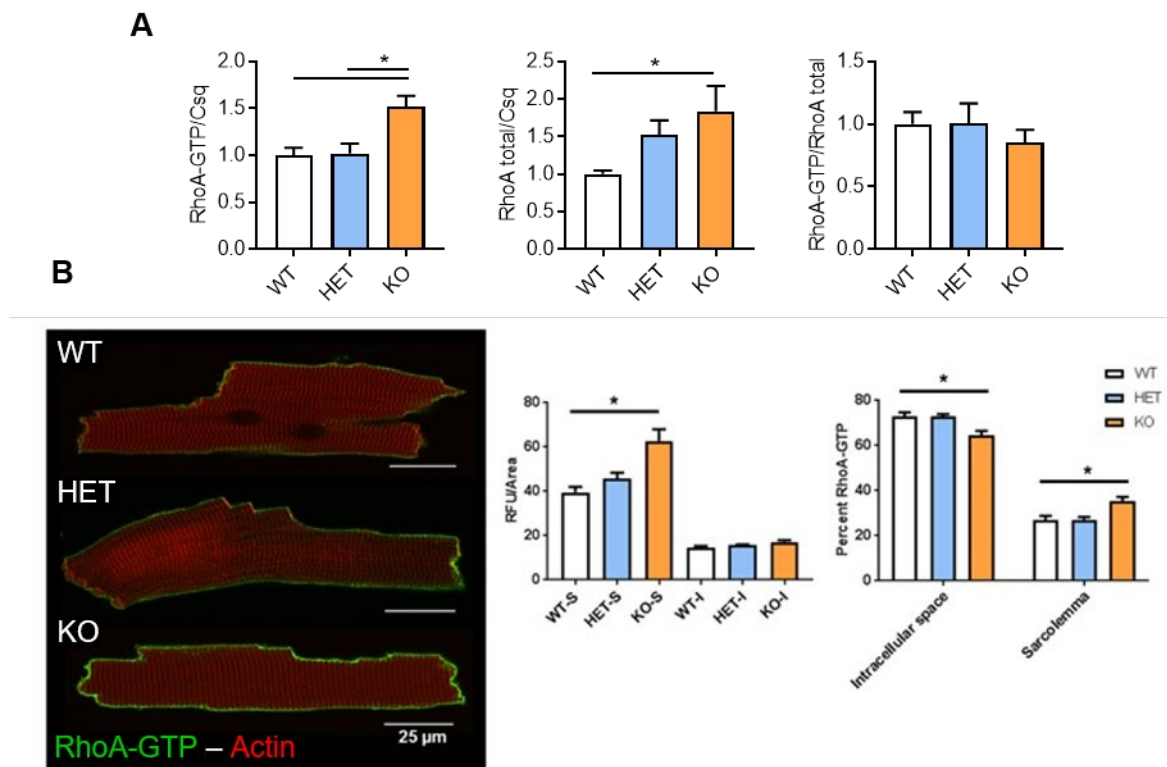 A
RhoA-GTP/Csq
2.0
1.5
1.0
0.5
0.0
*
WT
HET
KO
RhoA total/Csq
2.5
2.0
1.5
1.0
0.5
0.0
*
WT
HET
KO
RhoA-GTP/RhoA total
1.5
1.0
0.5
0.0
WT
HET
KO
B
WT
HET
KO
25 µm
RhoA-GTP – Actin
RFU/Area
80
60
40
20
0
*
WT-S
HET-S
KO-S
WT-I
HET-I
KO-I
Percent RhoA-GTP
80
60
40
20
0
*
*
Intracellular space
Sarcolemma
WT
HET
KO